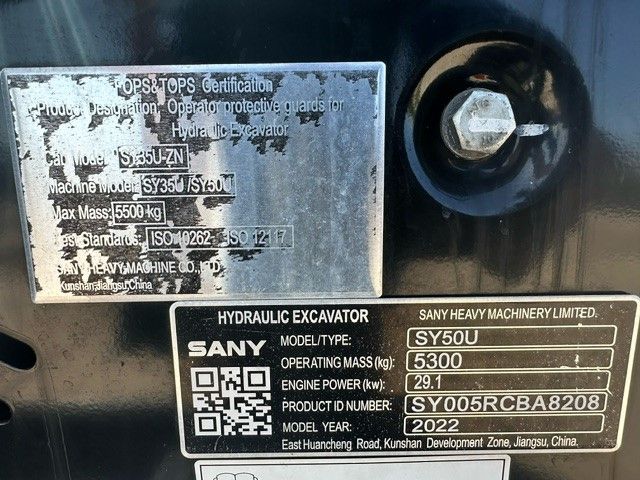 FOPS&TOPS Certification
Product Designation: Operator protective guards for
Hydraulic Excavator
Cab Model: SY35U-ZN
Machine Model: SY35U /SY50U
Max Mass: 5500 kg
Test Standards: ISO 10262 ISO 12117
SANY HEAVY MACHINE CO., LTD
Kunshan,Jiangsu,China
HYDRAULIC EXCAVATOR
SANY HEAVY MACHINERY LIMITED.
SANY
MODEL/TYPE: SY50U
OPERATING MASS (kg): 5300
ENGINE POWER (kw): 29.1
PRODUCT ID NUMBER: SY005RCBA8208
MODEL YEAR: 2022
East Huancheng Road, Kunshan Development Zone, Jiangsu, China.